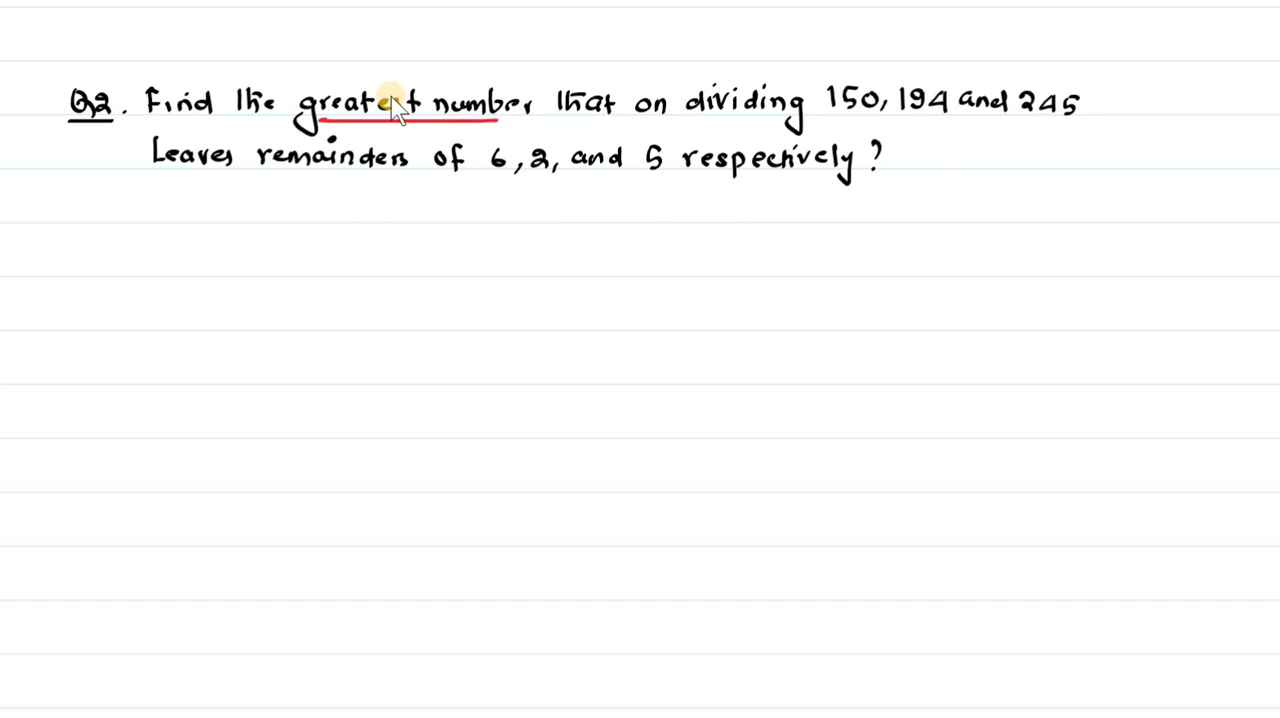 Q2. Find the greatest number that on dividing 150, 194 and 245
Leaves remainders of 6, 2, and 5 respectively?